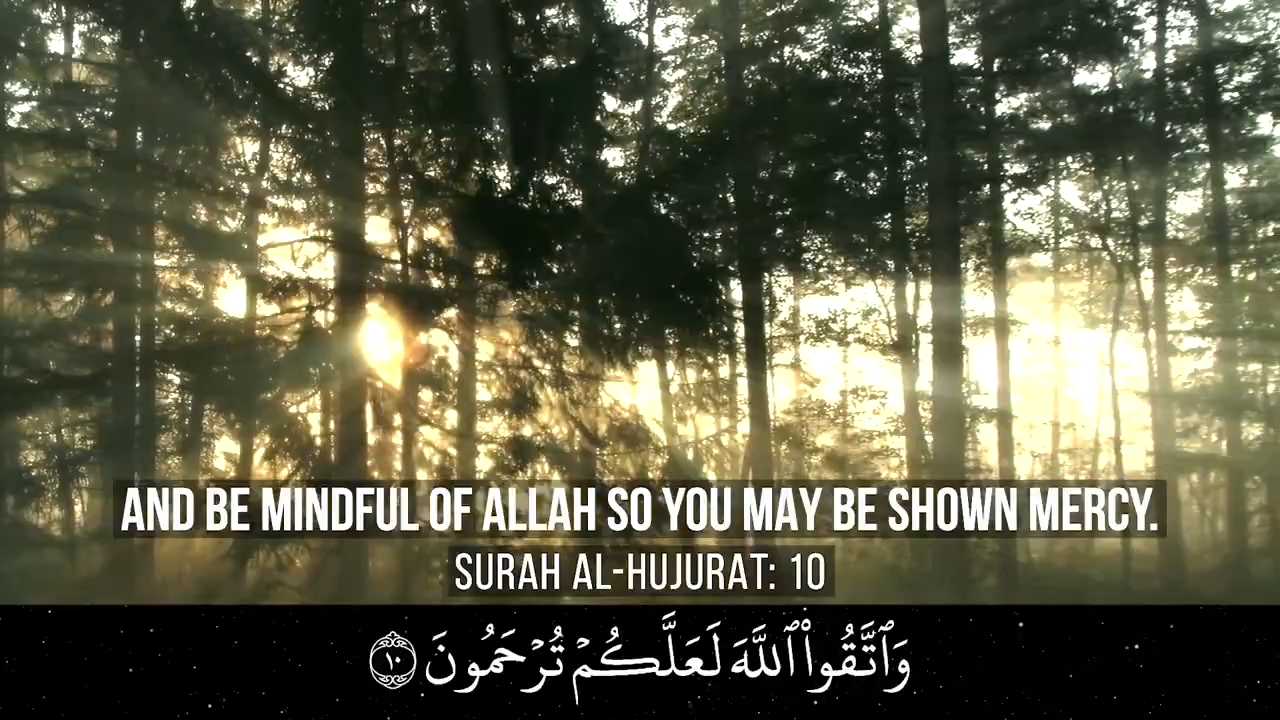 AND BE MINDFUL OF ALLAH SO YOU MAY BE SHOWN MERCY.
SURAH AL-HUJURAT: 10
وَٱتَّقُوا۟ ٱللَّهَ لَعَلَّكُمْ تُرْحَمُونَ ١٠